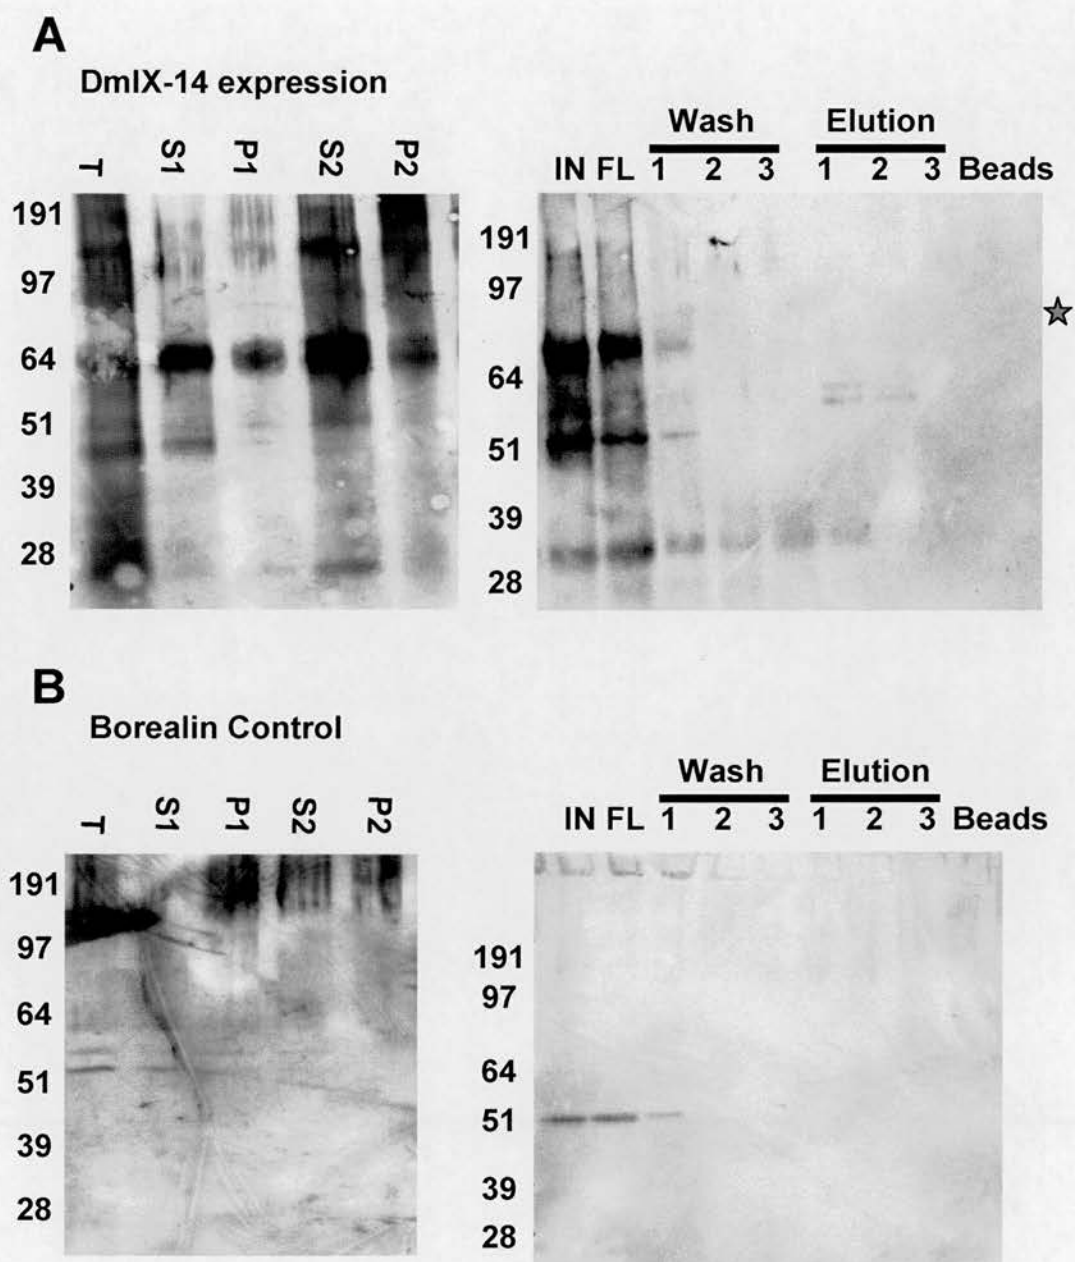 A
DmIX-14 expression
T S1 P1 S2 P2
191
97
64
51
39
28
Wash Elution
IN FL 1 2 3 1 2 3 Beads
191
97
64
51
39
28
B
Borealin Control
T S1 P1 S2 P2
191
97
64
51
39
28
Wash Elution
IN FL 1 2 3 1 2 3 Beads
191
97
64
51
39
28